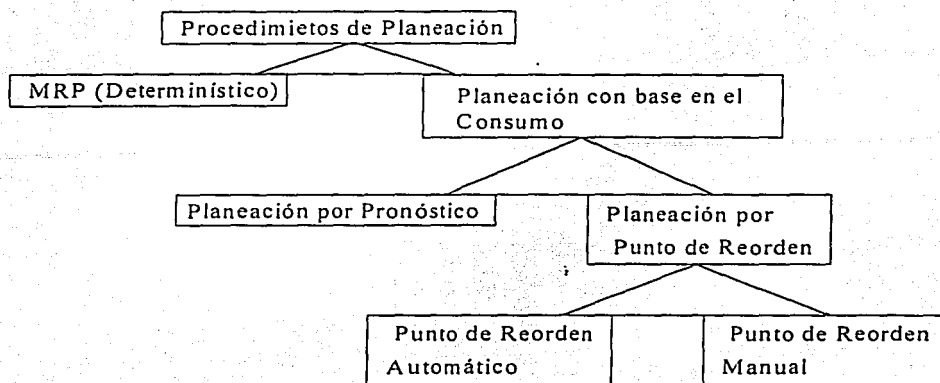 Procedimietos de Planeación
MRP (Determinístico)
Planeación con base en el
Consumo
Planeación por Pronóstico
Planeación por
Punto de Reorden
Punto de Reorden
Automático
Punto de Reorden
Manual